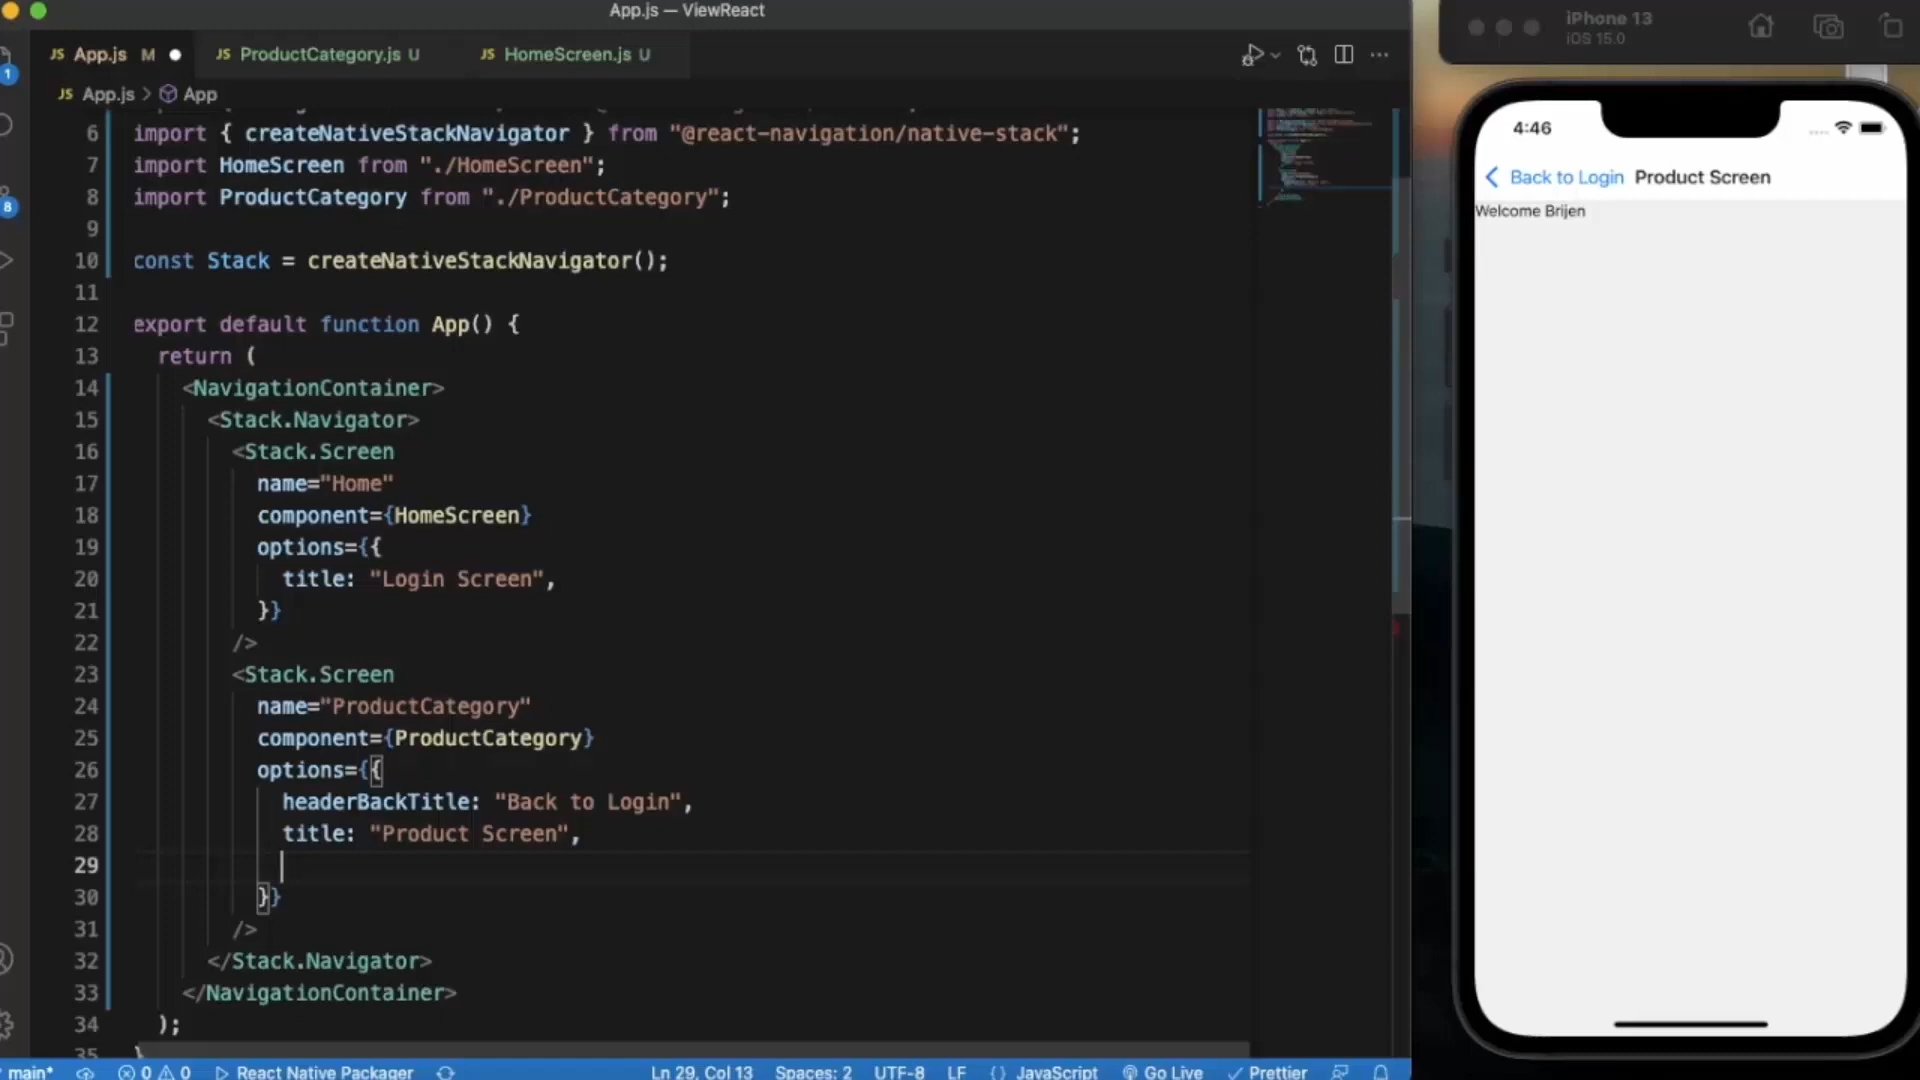 App.js — ViewReact
JS App.js M
JS ProductCategory.js U
JS HomeScreen.js U
JS App.js > App
1
8
6 import { createNativeStackNavigator } from "@react-navigation/native-stack";
7 import HomeScreen from "./HomeScreen";
8 import ProductCategory from "./ProductCategory";
9
10 const Stack = createNativeStackNavigator();
11
12 export default function App() {
13 return (
14 <NavigationContainer>
15 <Stack.Navigator>
16 <Stack.Screen
17 name="Home"
18 component={HomeScreen}
19 options={{
20 title: "Login Screen",
21 }}
22 />
23 <Stack.Screen
24 name="ProductCategory"
25 component={ProductCategory}
26 options={{
27 headerBackTitle: "Back to Login",
28 title: "Product Screen",
29
30 }}
31 />
32 </Stack.Navigator>
33 </NavigationContainer>
34 );
35 }
main* 0 0 React Native Packager Ln 29, Col 13 Spaces: 2 UTF-8 LF {} JavaScript Go Live Prettier
iPhone 13
iOS 15.0
4:46
Back to Login Product Screen
Welcome Brijen